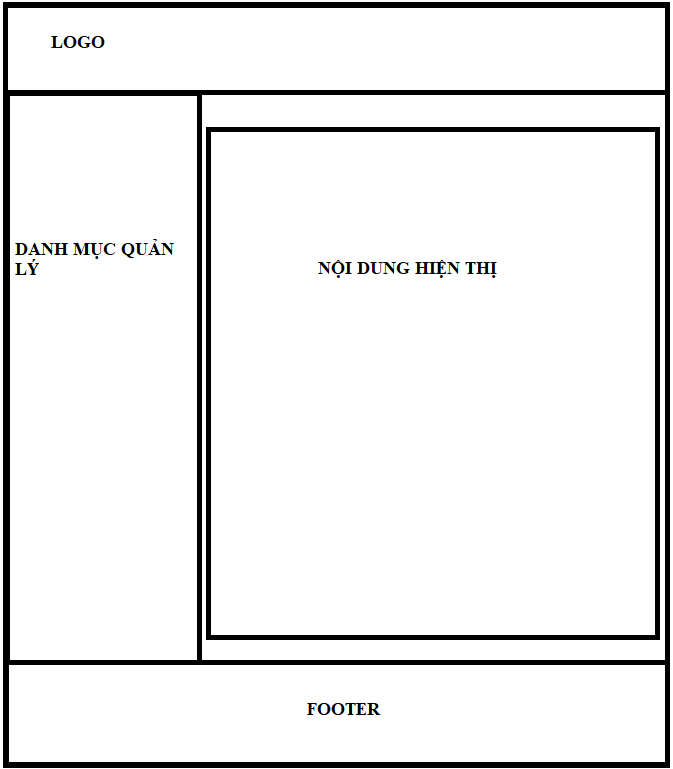 LOGO
DANH MỤC QUẢN
LÝ
NỘI DUNG HIỆN THỊ
FOOTER